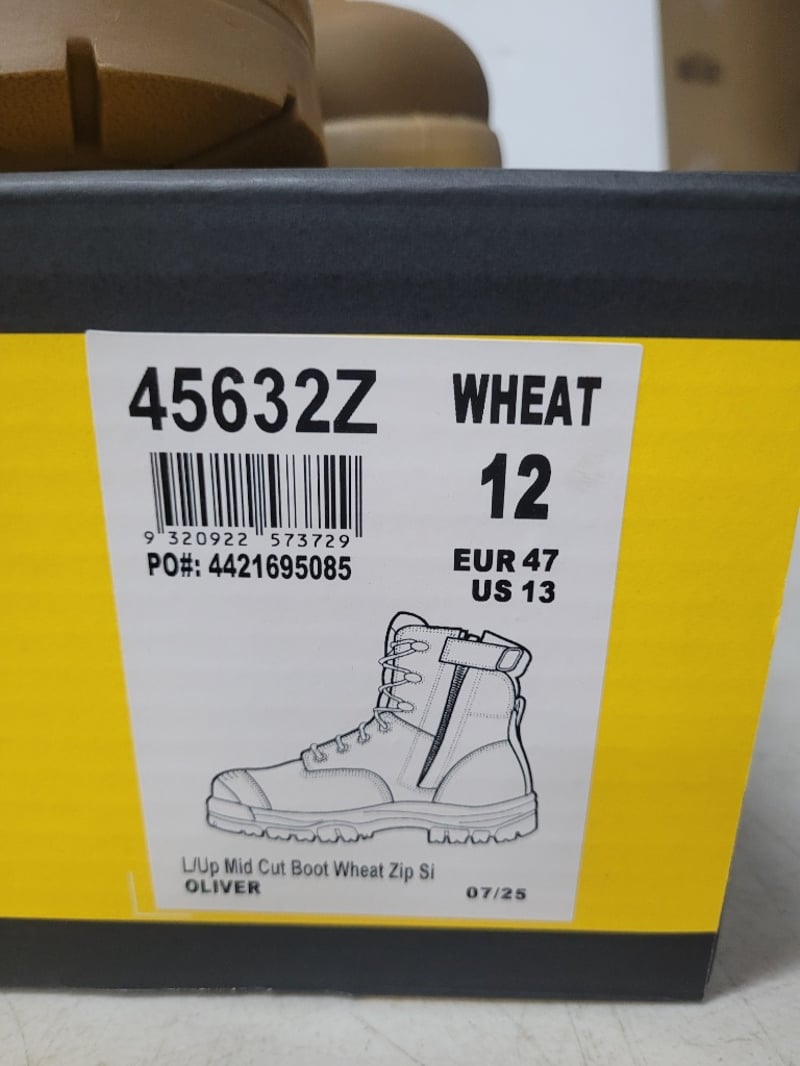 45632Z
WHEAT
9 320922 573729
12
PO#: 4421695085
EUR 47
US 13
L/Up Mid Cut Boot Wheat Zip Si
OLIVER
07/25